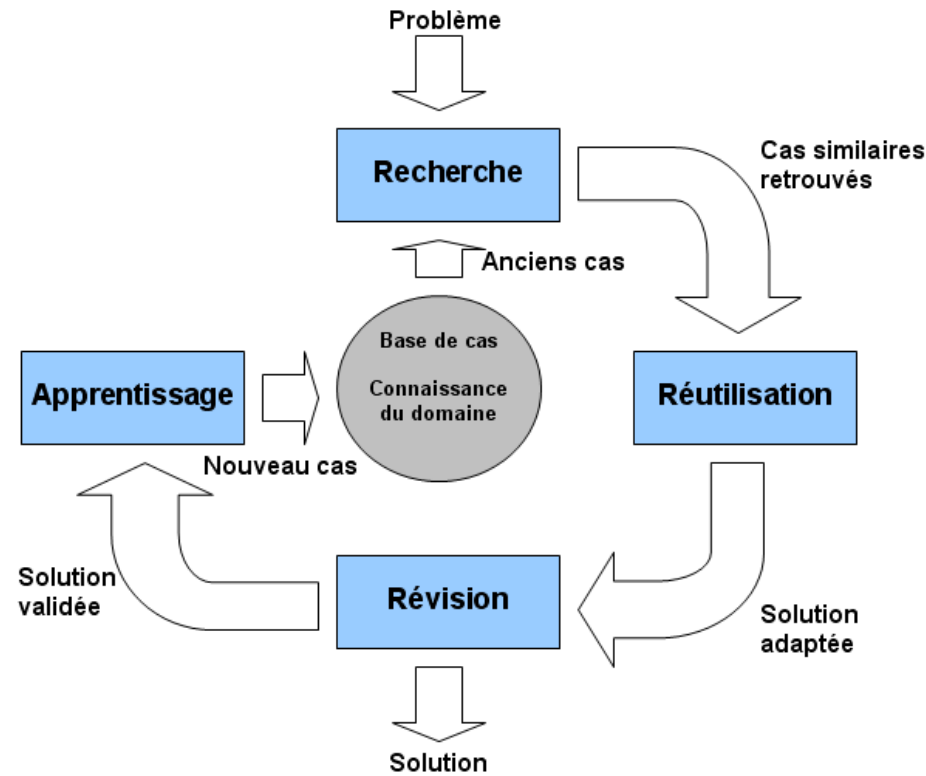 Problème
Recherche
Cas similaires
retrouvés
Anciens cas
Base de cas
Connaissance
du domaine
Apprentissage
Réutilisation
Nouveau cas
Solution
validée
Révision
Solution
adaptée
Solution